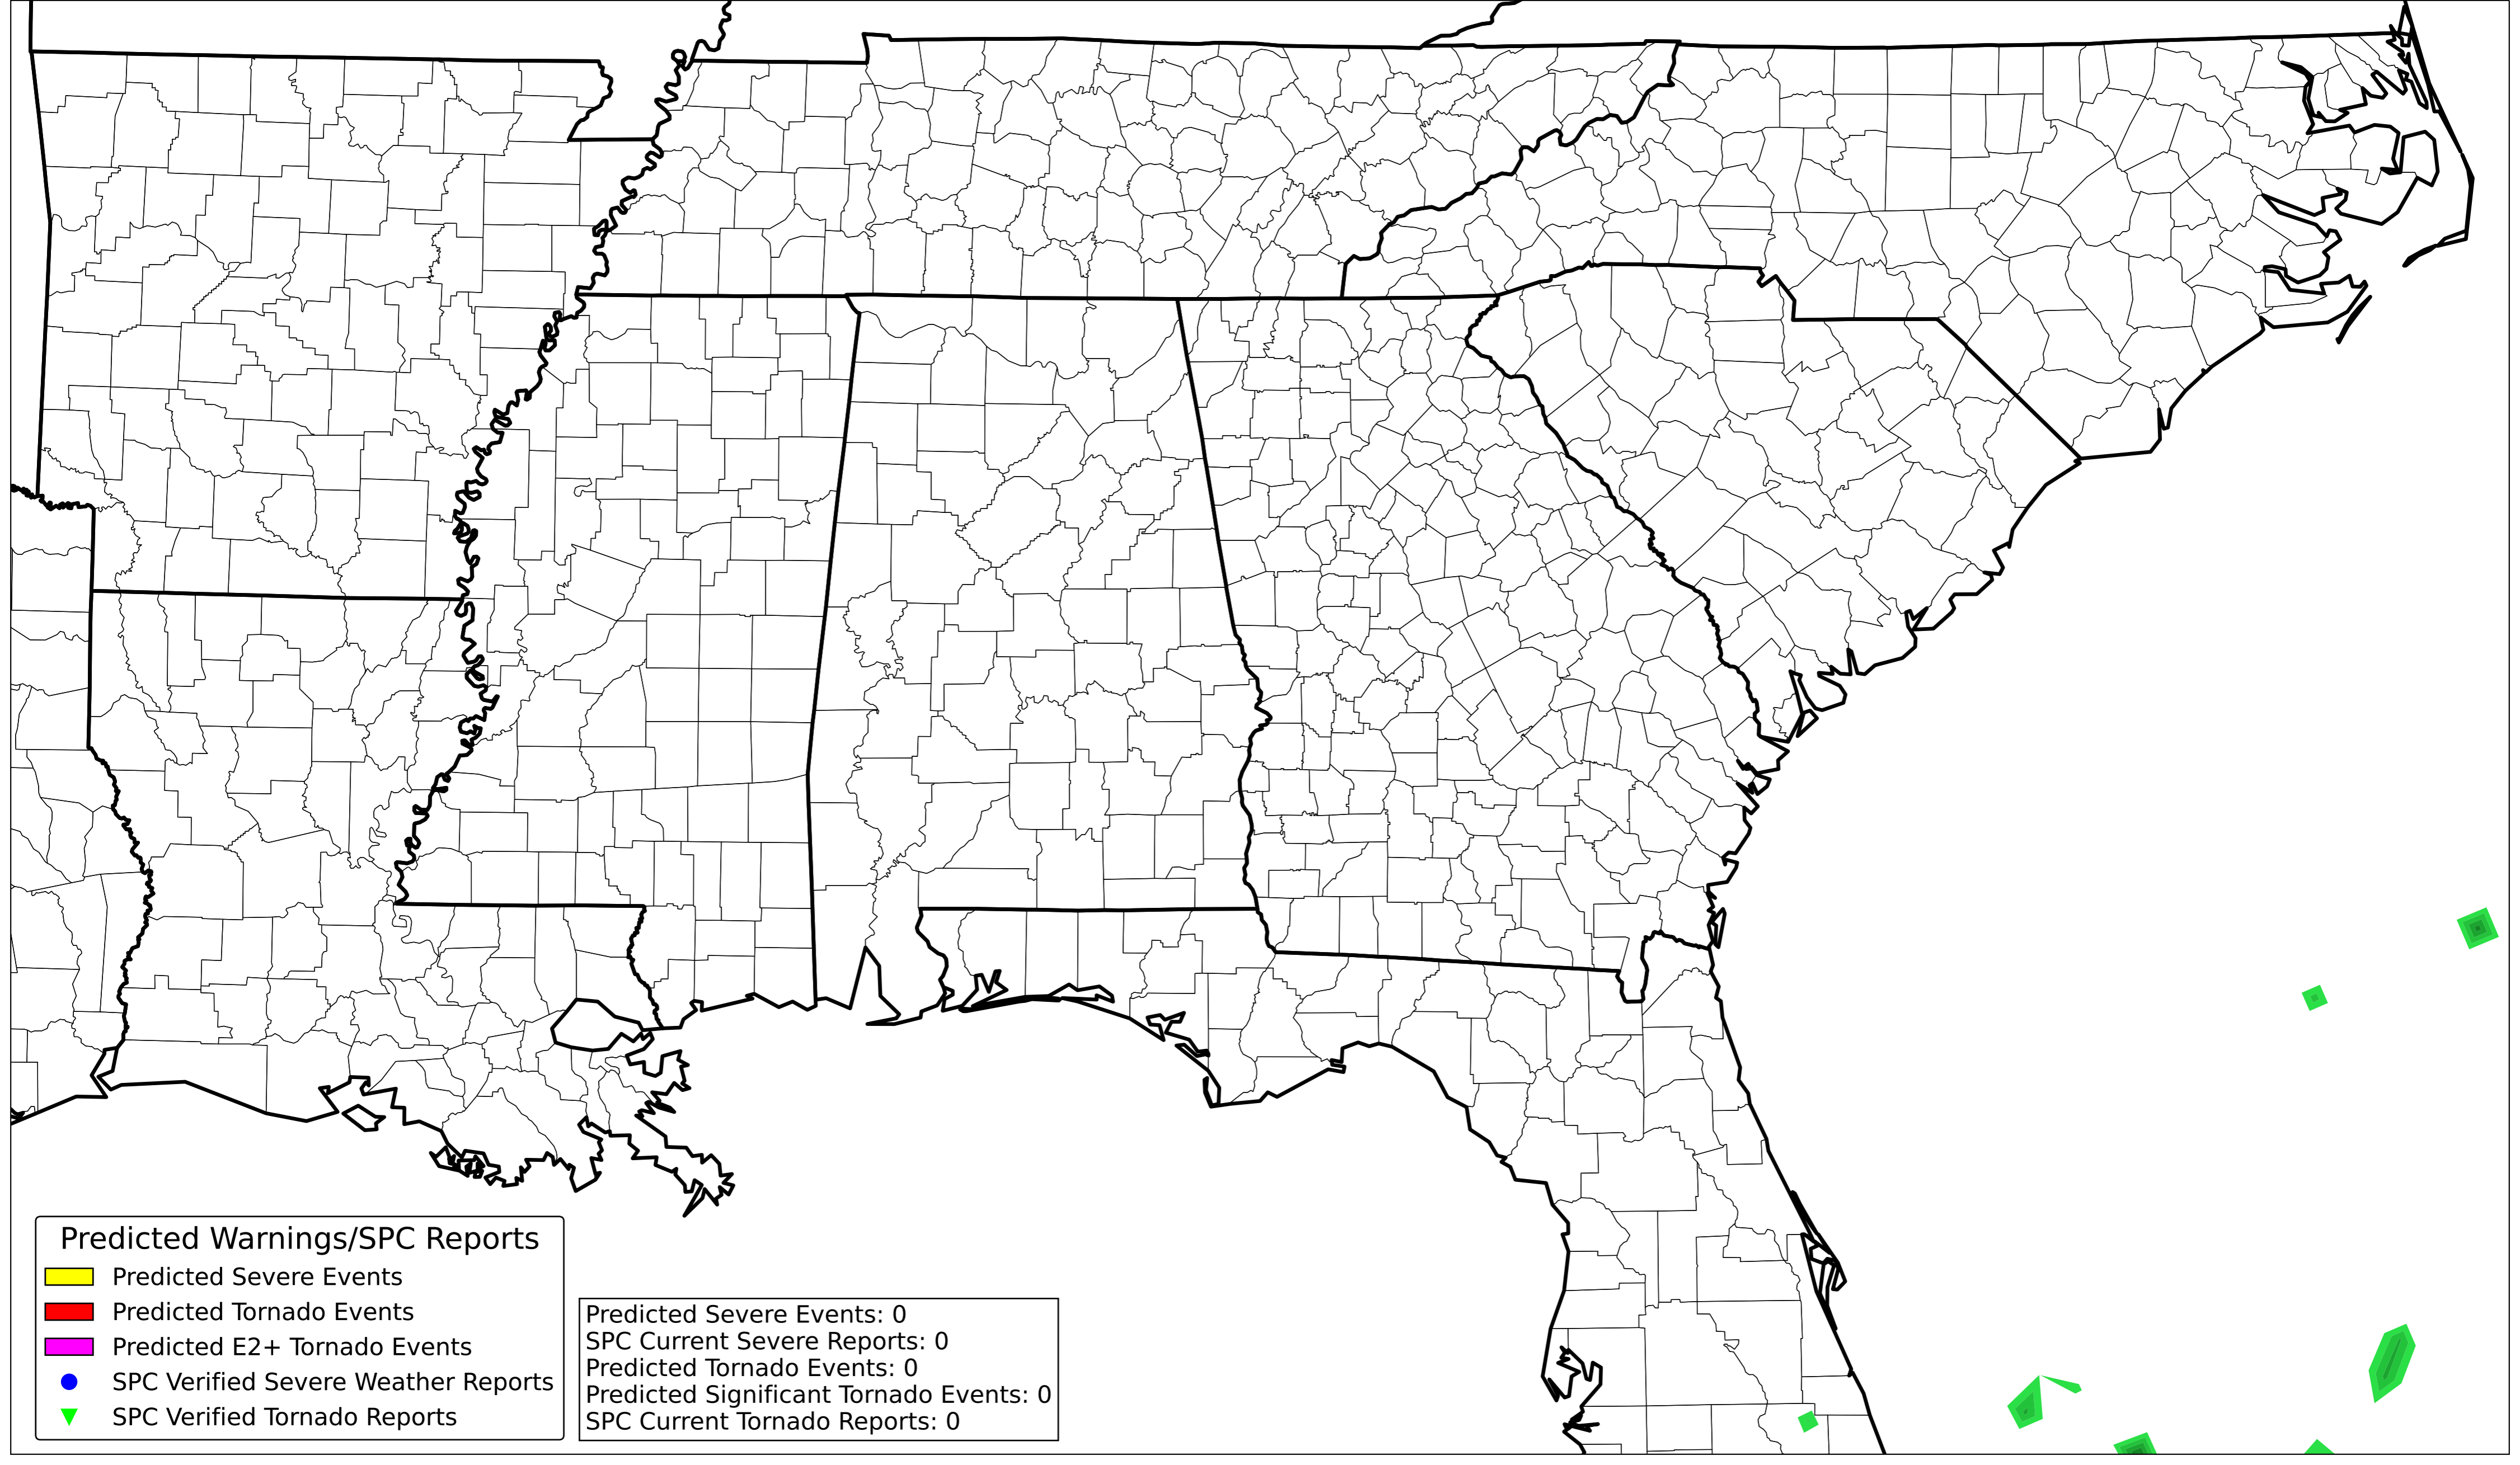 Predicted Warnings/SPC Reports
Predicted Severe Events
Predicted Tornado Events
Predicted E2+ Tornado Events
SPC Verified Severe Weather Reports
SPC Verified Tornado Reports
Predicted Severe Events: 0
SPC Current Severe Reports: 0
Predicted Tornado Events: 0
Predicted Significant Tornado Events: 0
SPC Current Tornado Reports: 0